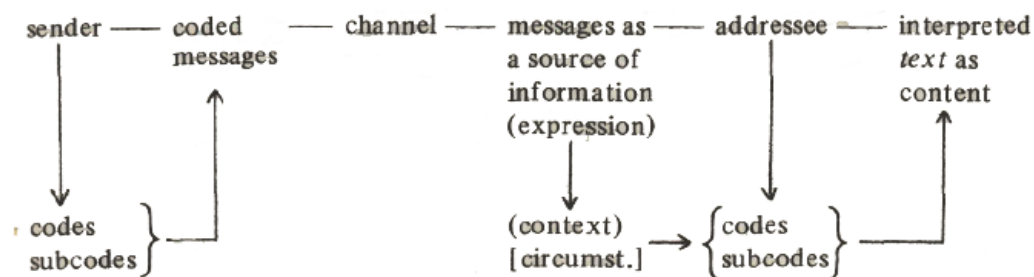 sender — coded messages — channel — messages as a source of information (expression) — addressee — interpreted text as content
codes
subcodes
(context)
[circumst.]
codes
subcodes